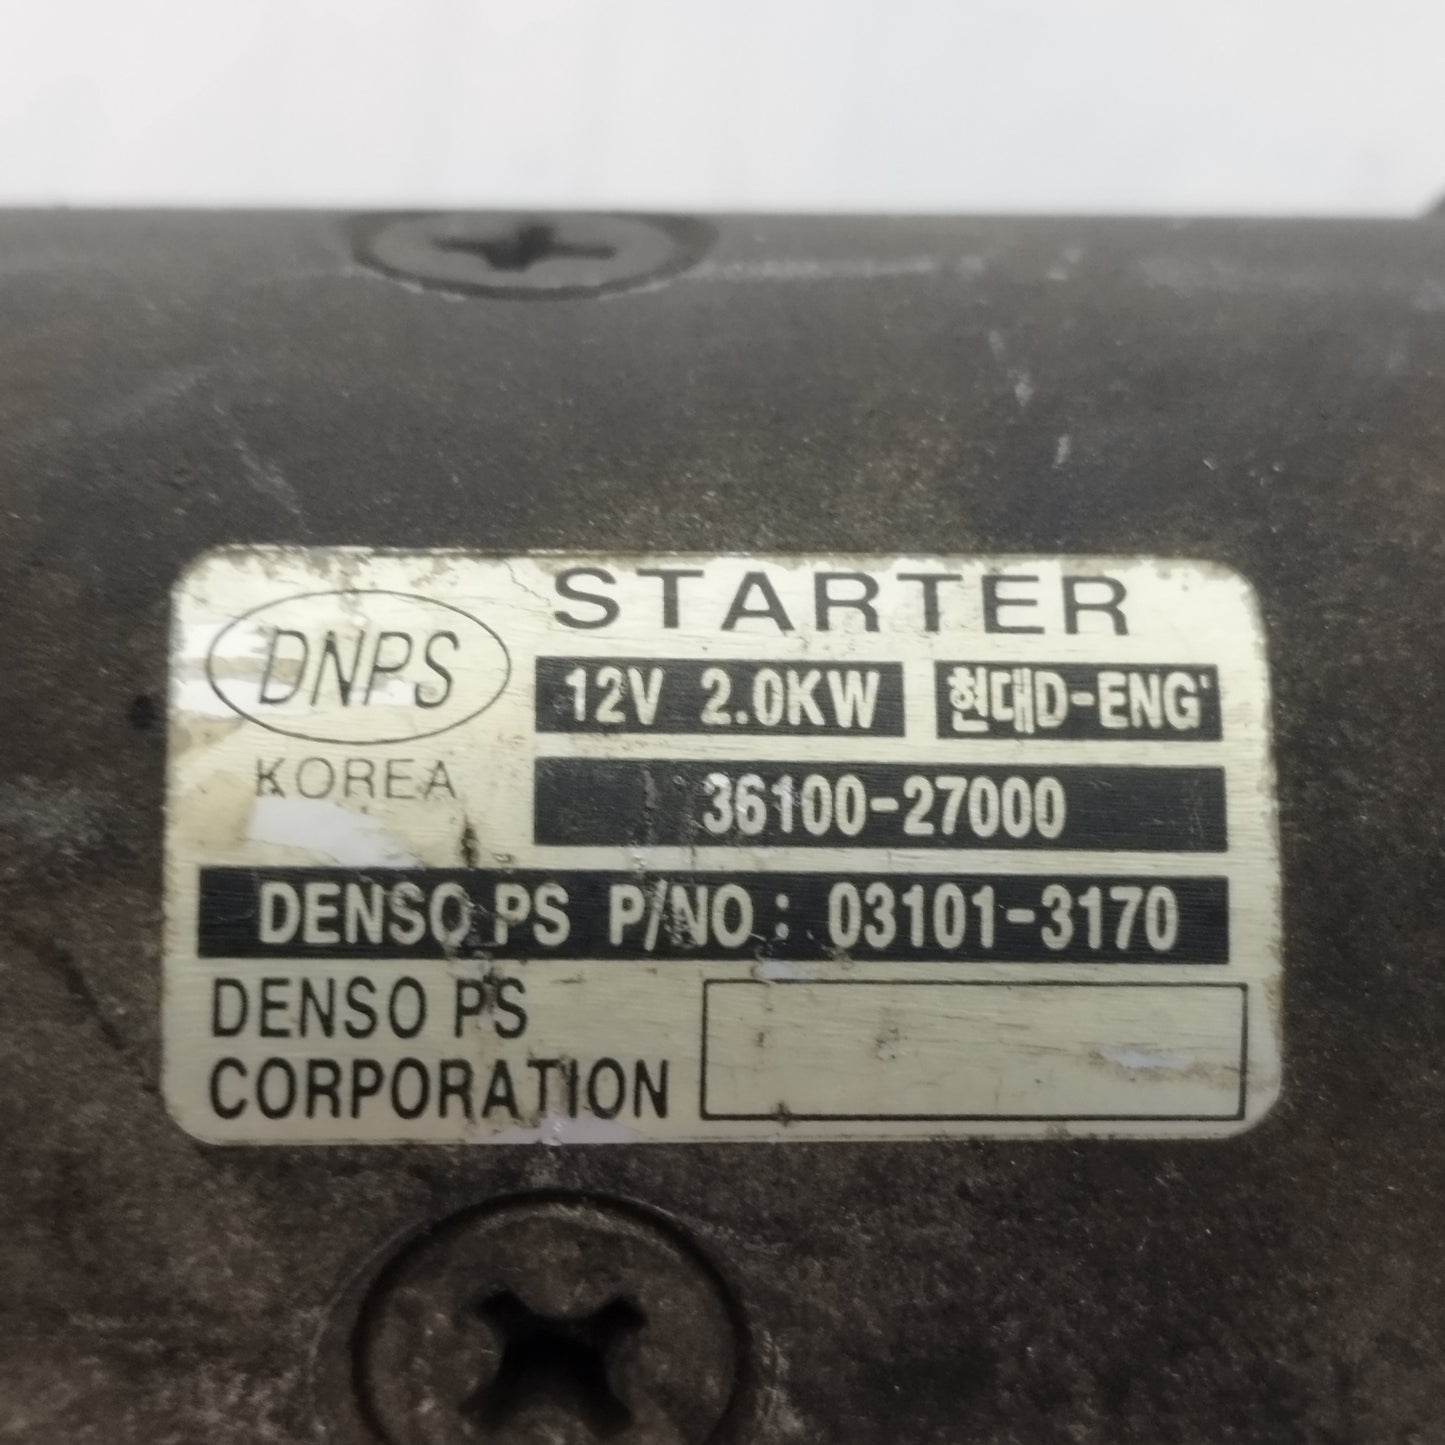 DNPS
KOREA
STARTER
12V 2.0KW 현대D-ENG'
36100-27000
DENSO PS P/NO: 03101-3170
DENSO PS
CORPORATION